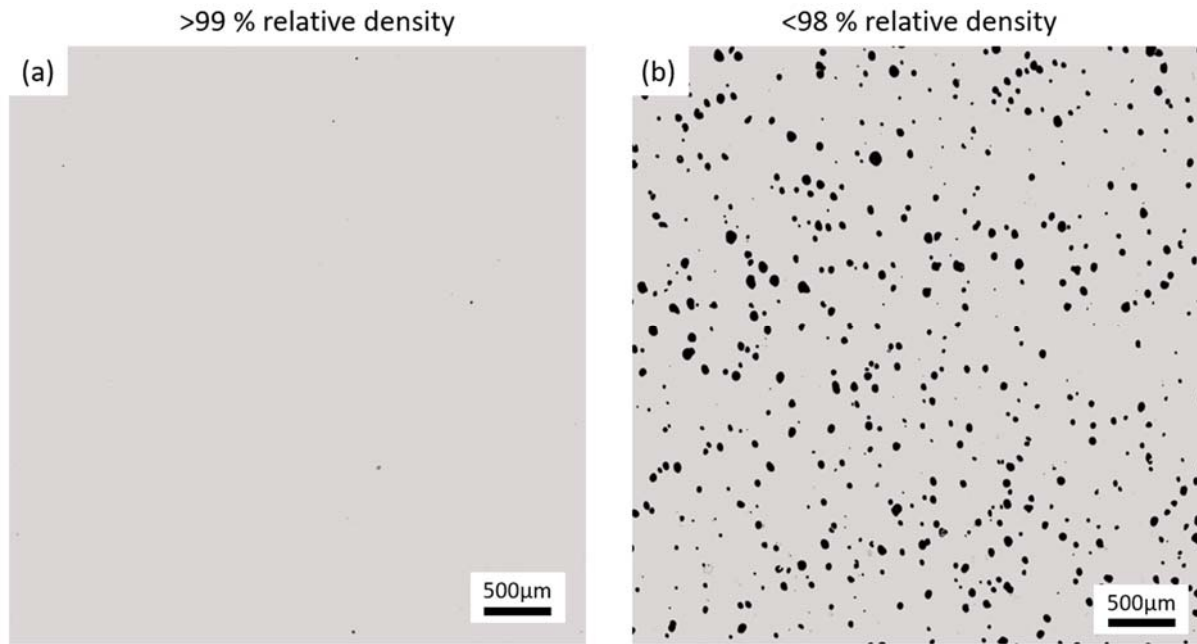 >99 % relative density
<98 % relative density
(a)
(b)
500µm
500µm